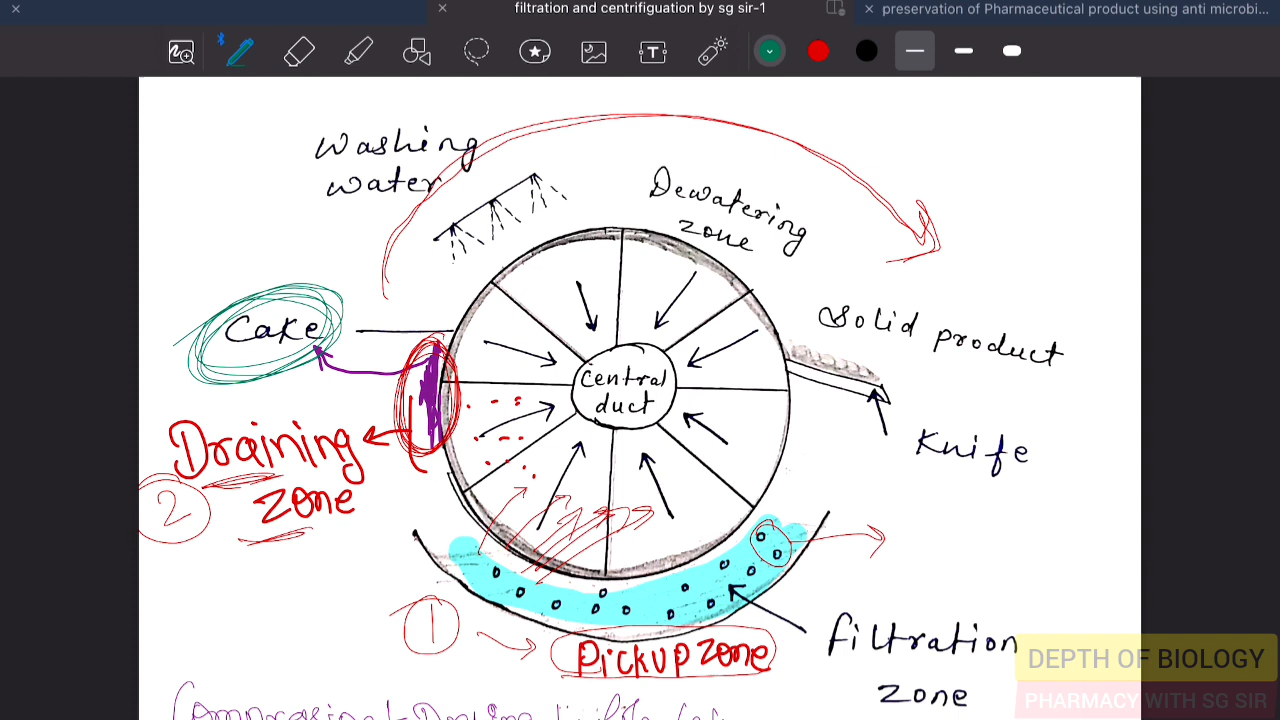 filtration and centrifiguation by sg sir-1
preservation of Pharmaceutical product using anti microbi...
T
Washing
water
Dewatering
zone
Cake
Solid product
Central
duct
Knife
Draining
zone
2
1
Pickup zone
filtration
zone
DEPTH OF BIOLOGY
PHARMACY WITH SG SIR